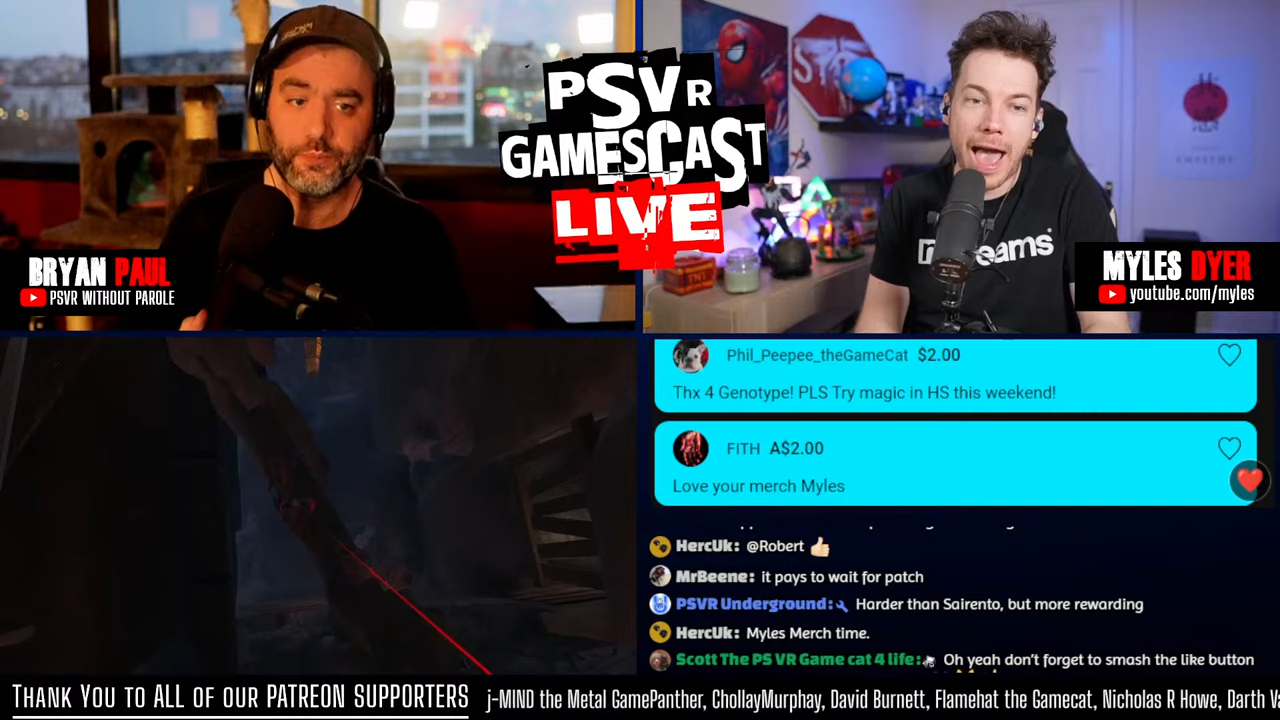 PSVR
GAMESCAST
LIVE
BRYAN PAUL
PSVR WITHOUT PAROLE
STO
EMPATHY
TNT
MYLES DYER
youtube.com/myles
Phil_Peepee_theGameCat $2.00
Thx 4 Genotype! PLS Try magic in HS this weekend!
FITH A$2.00
Love your merch Myles
HercUk: @Robert 👍🏻
MrBeene: it pays to wait for patch
PSVR Underground: Harder than Sairento, but more rewarding
HercUk: Myles Merch time.
Scott The PS VR Game cat 4 life: Oh yeah don't forget to smash the like button
THANK YOU TO ALL OF OUR PATREON SUPPORTERS
j-MIND the Metal GamePanther, ChollayMurphay, David Burnett, Flamehat the Gamecat, Nicholas R Howe, Darth